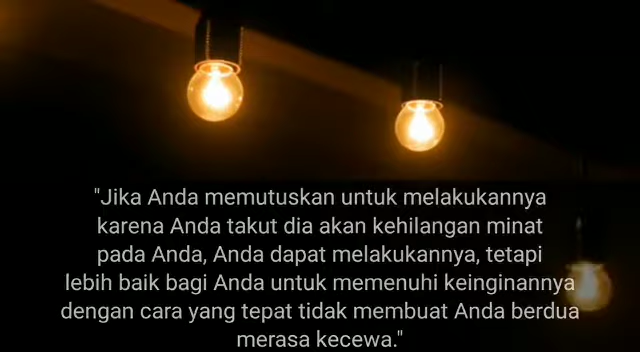 "Jika Anda memutuskan untuk melakukannya
karena Anda takut dia akan kehilangan minat
pada Anda, Anda dapat melakukannya, tetapi
lebih baik bagi Anda untuk memenuhi keinginannya
dengan cara yang tepat tidak membuat Anda berdua
merasa kecewa."